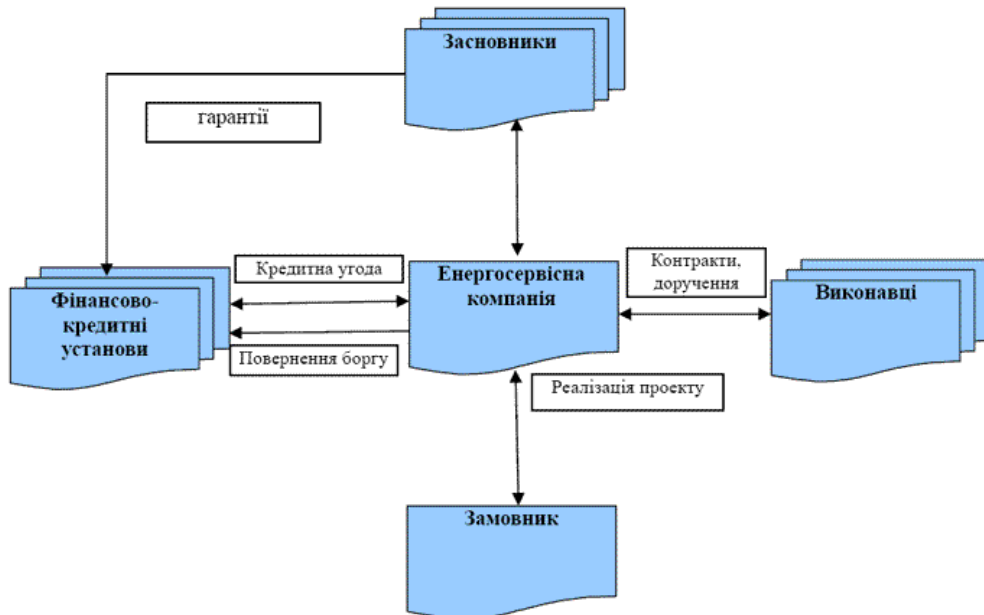 Засновники
гарантії
Кредитна угода
Енергосервісна
компанія
Контракти,
доручення
Виконавці
Фінансово-
кредитні
установи
Повернення боргу
Реалізація проекту
Замовник